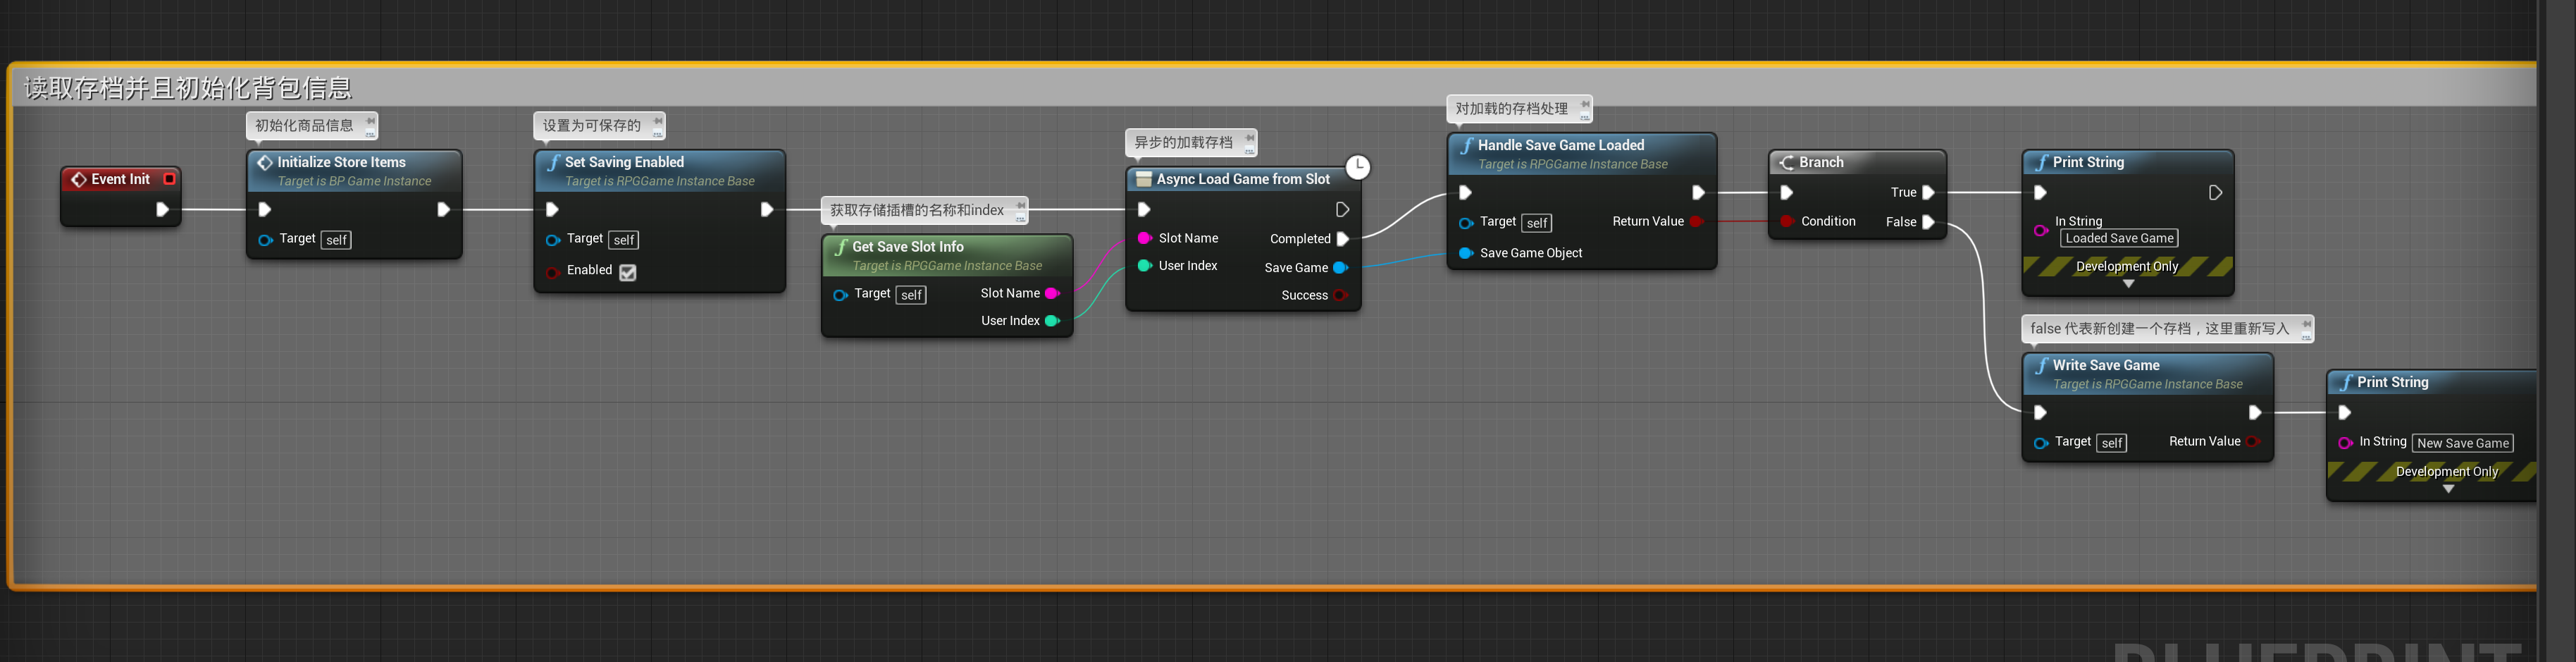 读取存档并且初始化背包信息
Event Init
初始化商品信息
Initialize Store Items
Target is BP Game Instance
Target self
设置为可保存的
Set Saving Enabled
Target is RPGGame Instance Base
Target self
Enabled
获取存储插槽的名称和index
Get Save Slot Info
Target is RPGGame Instance Base
Target self
Slot Name
User Index
异步的加载存档
Async Load Game from Slot
Slot Name
Completed
User Index
Save Game
Success
对加载的存档处理
Handle Save Game Loaded
Target is RPGGame Instance Base
Target self
Return Value
Save Game Object
Branch
True
Condition
False
Print String
In String
Loaded Save Game
Development Only
false 代表新创建一个存档，这里重新写入
Write Save Game
Target is RPGGame Instance Base
Target self
Return Value
Print String
In String New Save Game
Development Only
BLUEPRINT